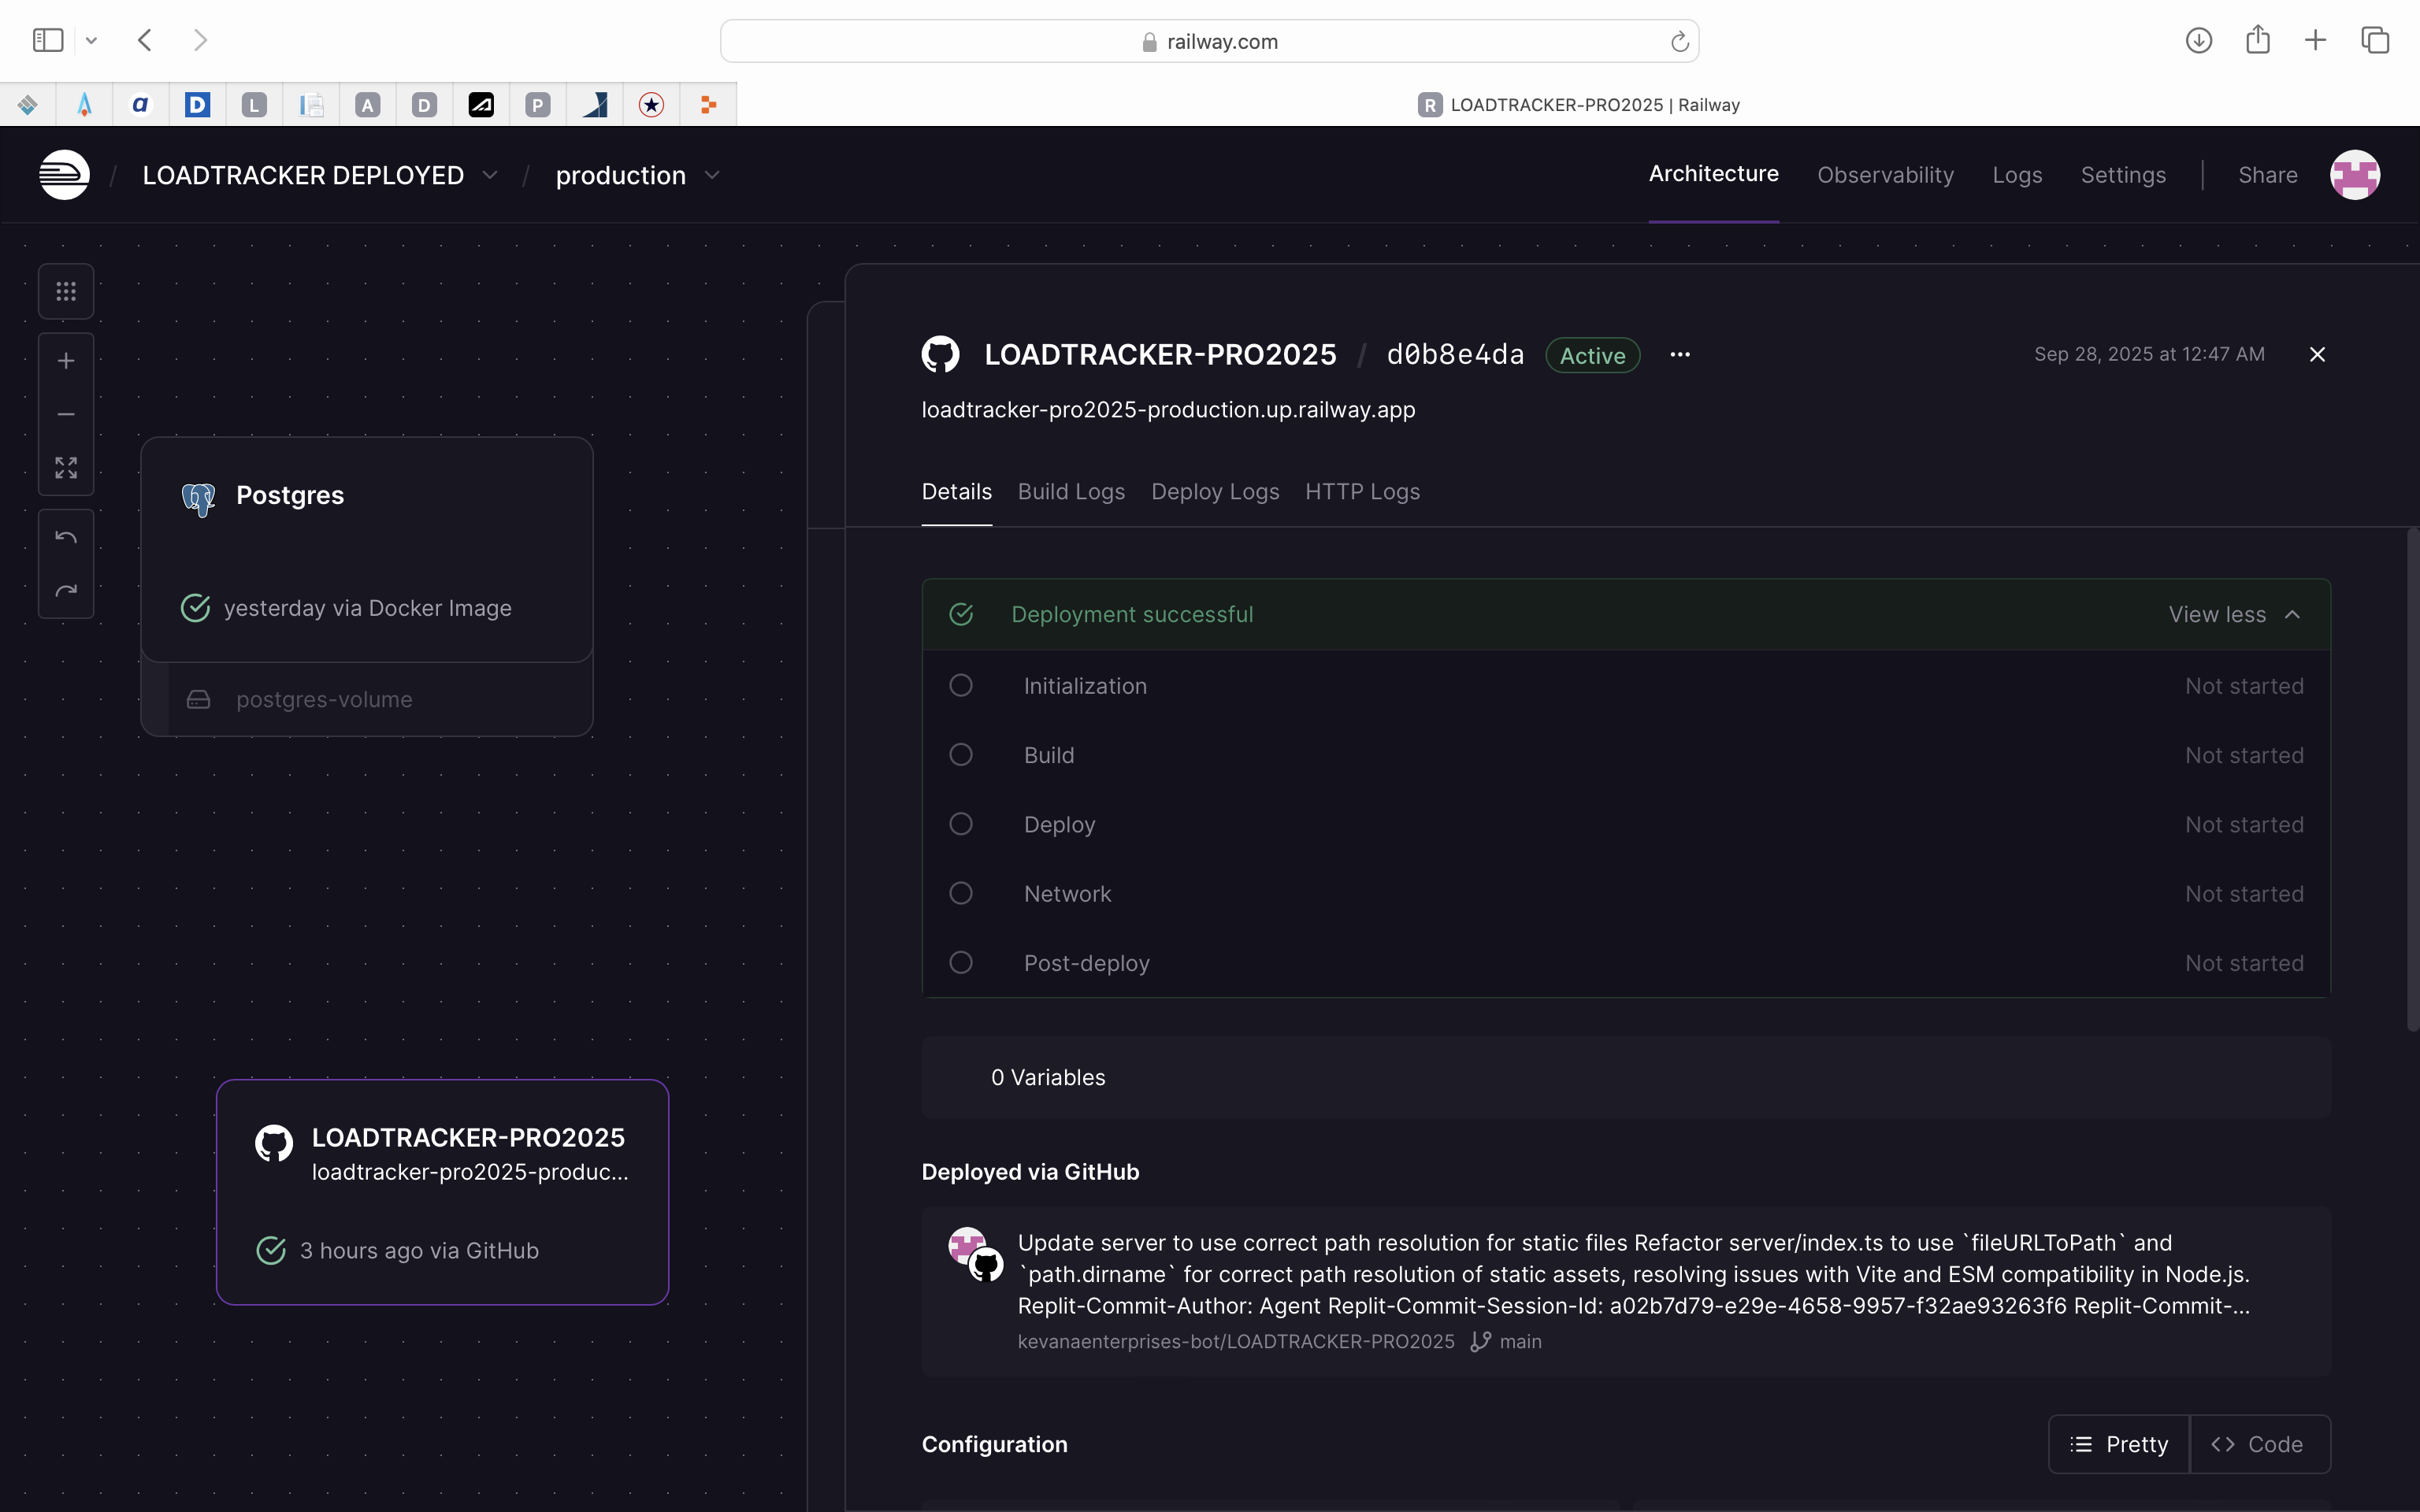 railway.com
a
D
L
A
D
P
R LOADTRACKER-PRO2025 | Railway
/ LOADTRACKER DEPLOYED / production
Architecture Observability Logs Settings | Share
Postgres
yesterday via Docker Image
postgres-volume
LOADTRACKER-PRO2025
loadtracker-pro2025-produc...
3 hours ago via GitHub
LOADTRACKER-PRO2025 / d0b8e4da Active ... Sep 28, 2025 at 12:47 AM
loadtracker-pro2025-production.up.railway.app
Details Build Logs Deploy Logs HTTP Logs
Deployment successful View less
Initialization Not started
Build Not started
Deploy Not started
Network Not started
Post-deploy Not started
0 Variables
Deployed via GitHub
Update server to use correct path resolution for static files Refactor server/index.ts to use `fileURLToPath` and
`path.dirname` for correct path resolution of static assets, resolving issues with Vite and ESM compatibility in Node.js.
Replit-Commit-Author: Agent Replit-Commit-Session-Id: a02b7d79-e29e-4658-9957-f32ae93263f6 Replit-Commit-...
kevanaenterprises-bot/LOADTRACKER-PRO2025 main
Configuration Pretty <> Code